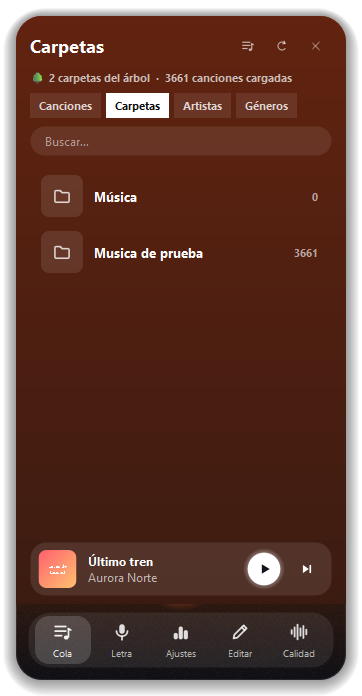 Carpetas
2 carpetas del árbol · 3661 canciones cargadas
Canciones Carpetas Artistas Géneros
Buscar...
Música 0
Musica de prueba 3661
Último tren
Aurora Norte
Cola Letra Ajustes Editar Calidad